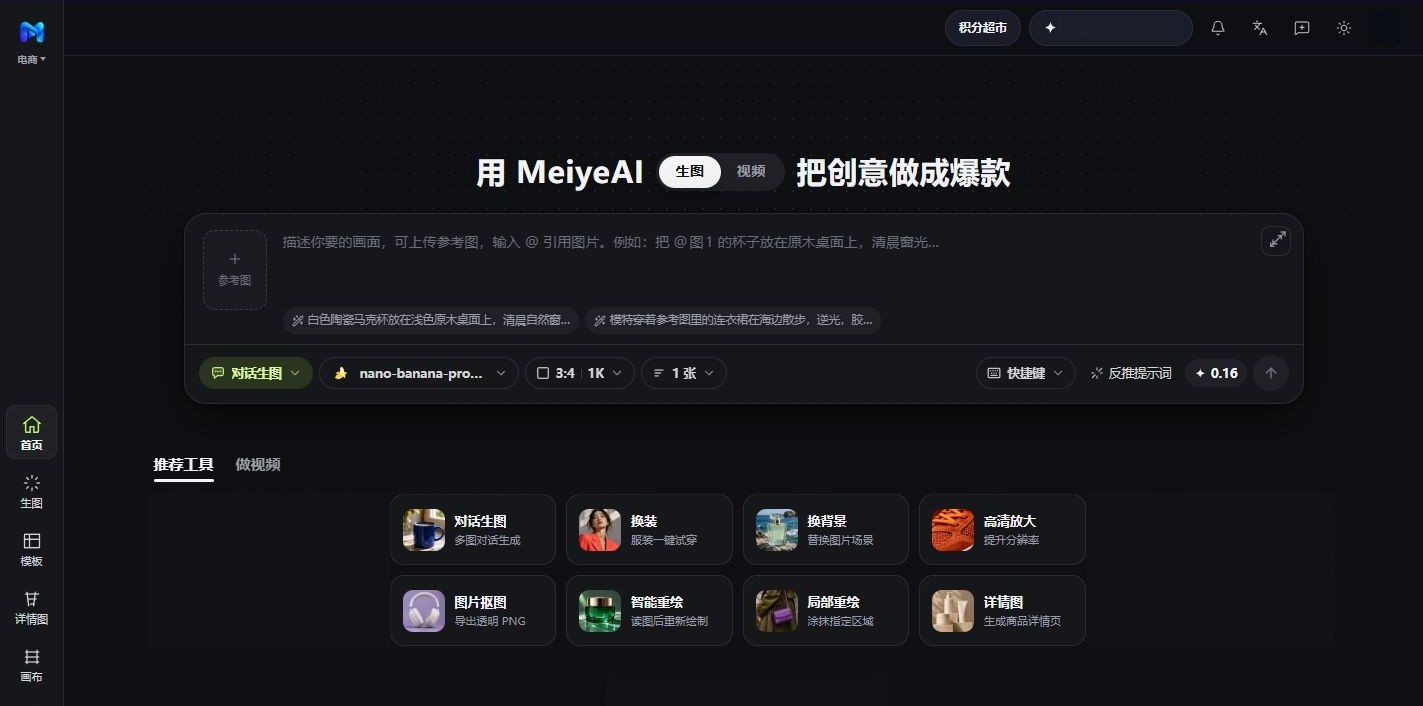 电商
积分超市
用 MeiyeAI 生图 视频 把创意做成爆款
参考图
描述你要的画面，可上传参考图，输入 @ 引用图片。例如：把 @图1 的杯子放在原木桌面上，清晨窗光...
白色陶瓷马克杯放在浅色原木桌面上，清晨自然窗...
模特穿着参考图里的连衣裙在海边散步，逆光，胶...
对话生图
nano-banana-pro...
3:4 | 1K
1 张
快捷键
反推提示词
0.16
首页
生图
模板
详情图
画布
推荐工具
做视频
对话生图
多图对话生成
换装
服装一键试穿
换背景
替换图片场景
高清放大
提升分辨率
图片抠图
导出透明 PNG
智能重绘
读图后重新绘制
局部重绘
涂抹指定区域
详情图
生成商品详情页